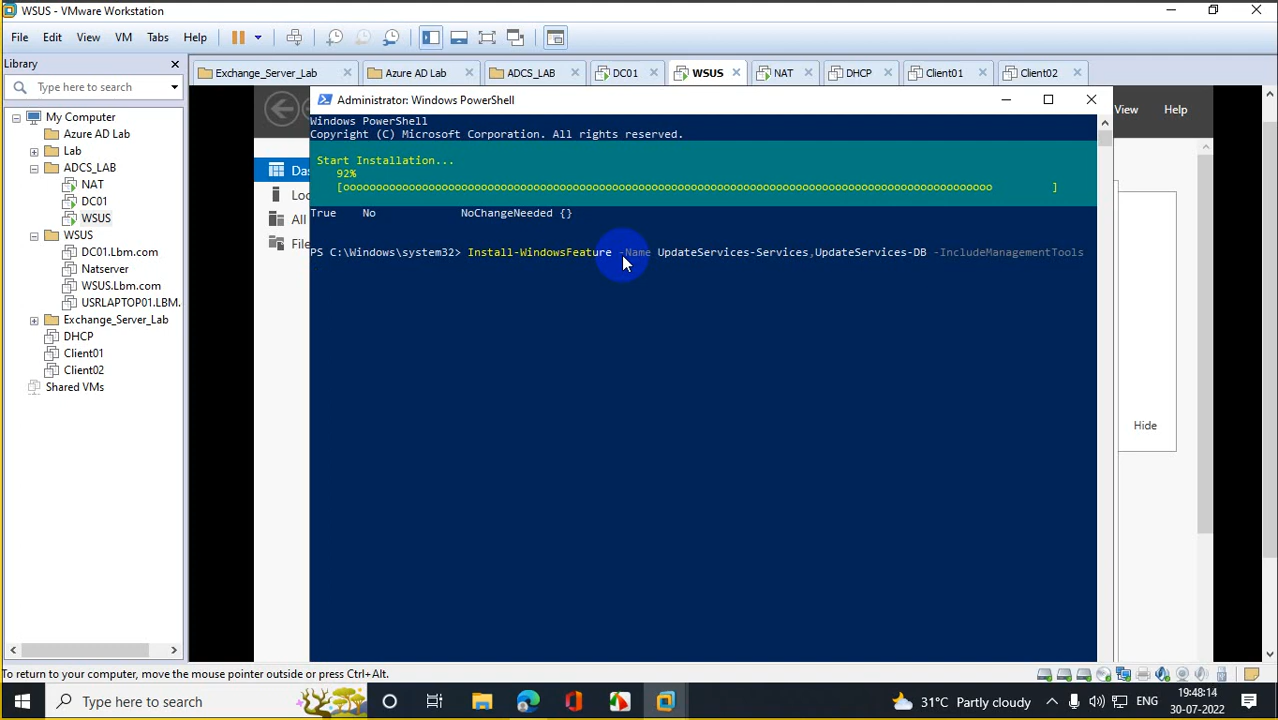 WSUS - VMware Workstation
File Edit View VM Tabs Help
Library
Type here to search
My Computer
Azure AD Lab
Lab
ADCS_LAB
NAT
DC01
WSUS
WSUS
DC01.Lbm.com
Natserver
WSUS.Lbm.com
USRLAPTOP01.LBM.
Exchange_Server_Lab
DHCP
Client01
Client02
Shared VMs
Exchange_Server_Lab Azure AD Lab ADCS_LAB DC01 WSUS NAT DHCP Client01 Client02
View Help
Das
Loc
All
File
Hide
Administrator: Windows PowerShell
Windows PowerShell
Copyright (C) Microsoft Corporation. All rights reserved.
Start Installation...
92%
[ooooooooooooooooooooooooooooooooooooooooooooooooooooooooooooooooooooooooooooooooooooooooooooooooooo ]
True No NoChangeNeeded {}
PS C:\Windows\system32> Install-WindowsFeature -Name UpdateServices-Services,UpdateServices-DB -IncludeManagementTools
To return to your computer, move the mouse pointer outside or press Ctrl+Alt.
Type here to search
31°C Partly cloudy
ENG
19:48:14
30-07-2022